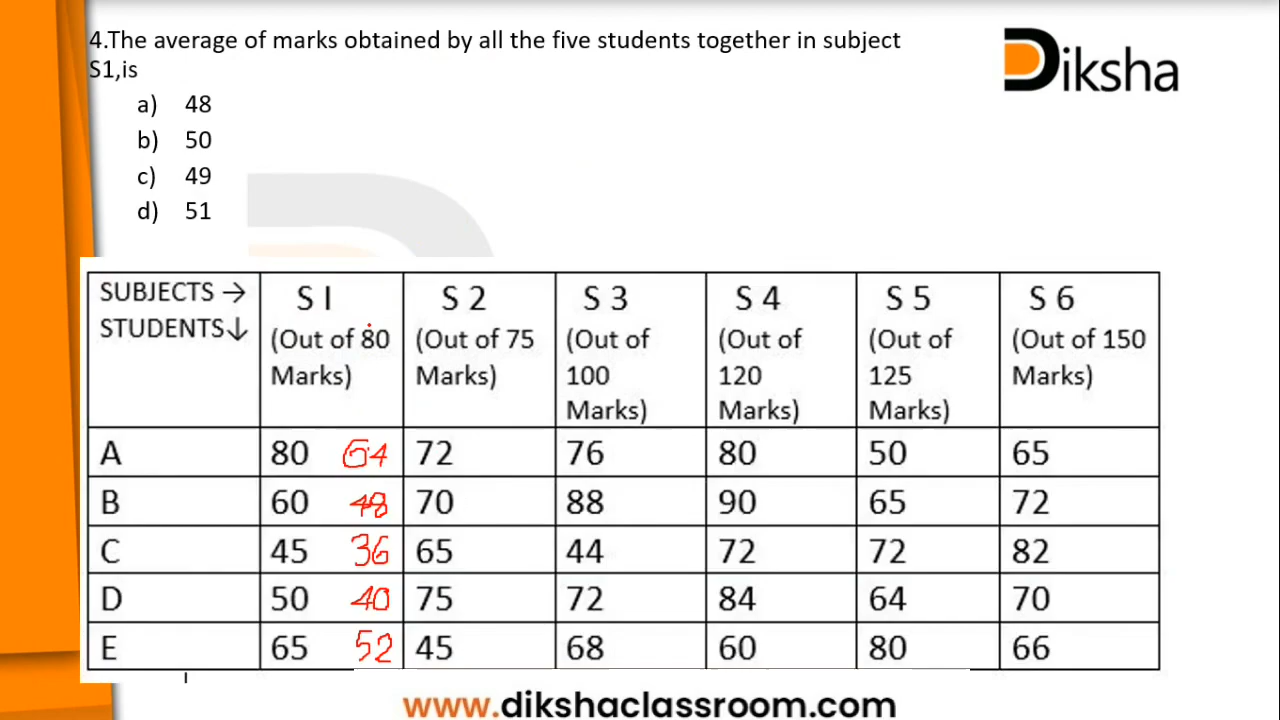 4.The average of marks obtained by all the five students together in subject
S1,is
a) 48
b) 50
c) 49
d) 51
Diksha
SUBJECTS → S 1 S 2 S 3 S 4 S 5 S 6
STUDENTS↓ (Out of 80 Marks) (Out of 75 Marks) (Out of 100 Marks) (Out of 120 Marks) (Out of 125 Marks) (Out of 150 Marks)
A 80 64 72 76 80 50 65
B 60 48 70 88 90 65 72
C 45 36 65 44 72 72 82
D 50 40 75 72 84 64 70
E 65 52 45 68 60 80 66
www.dikshaclassroom.com